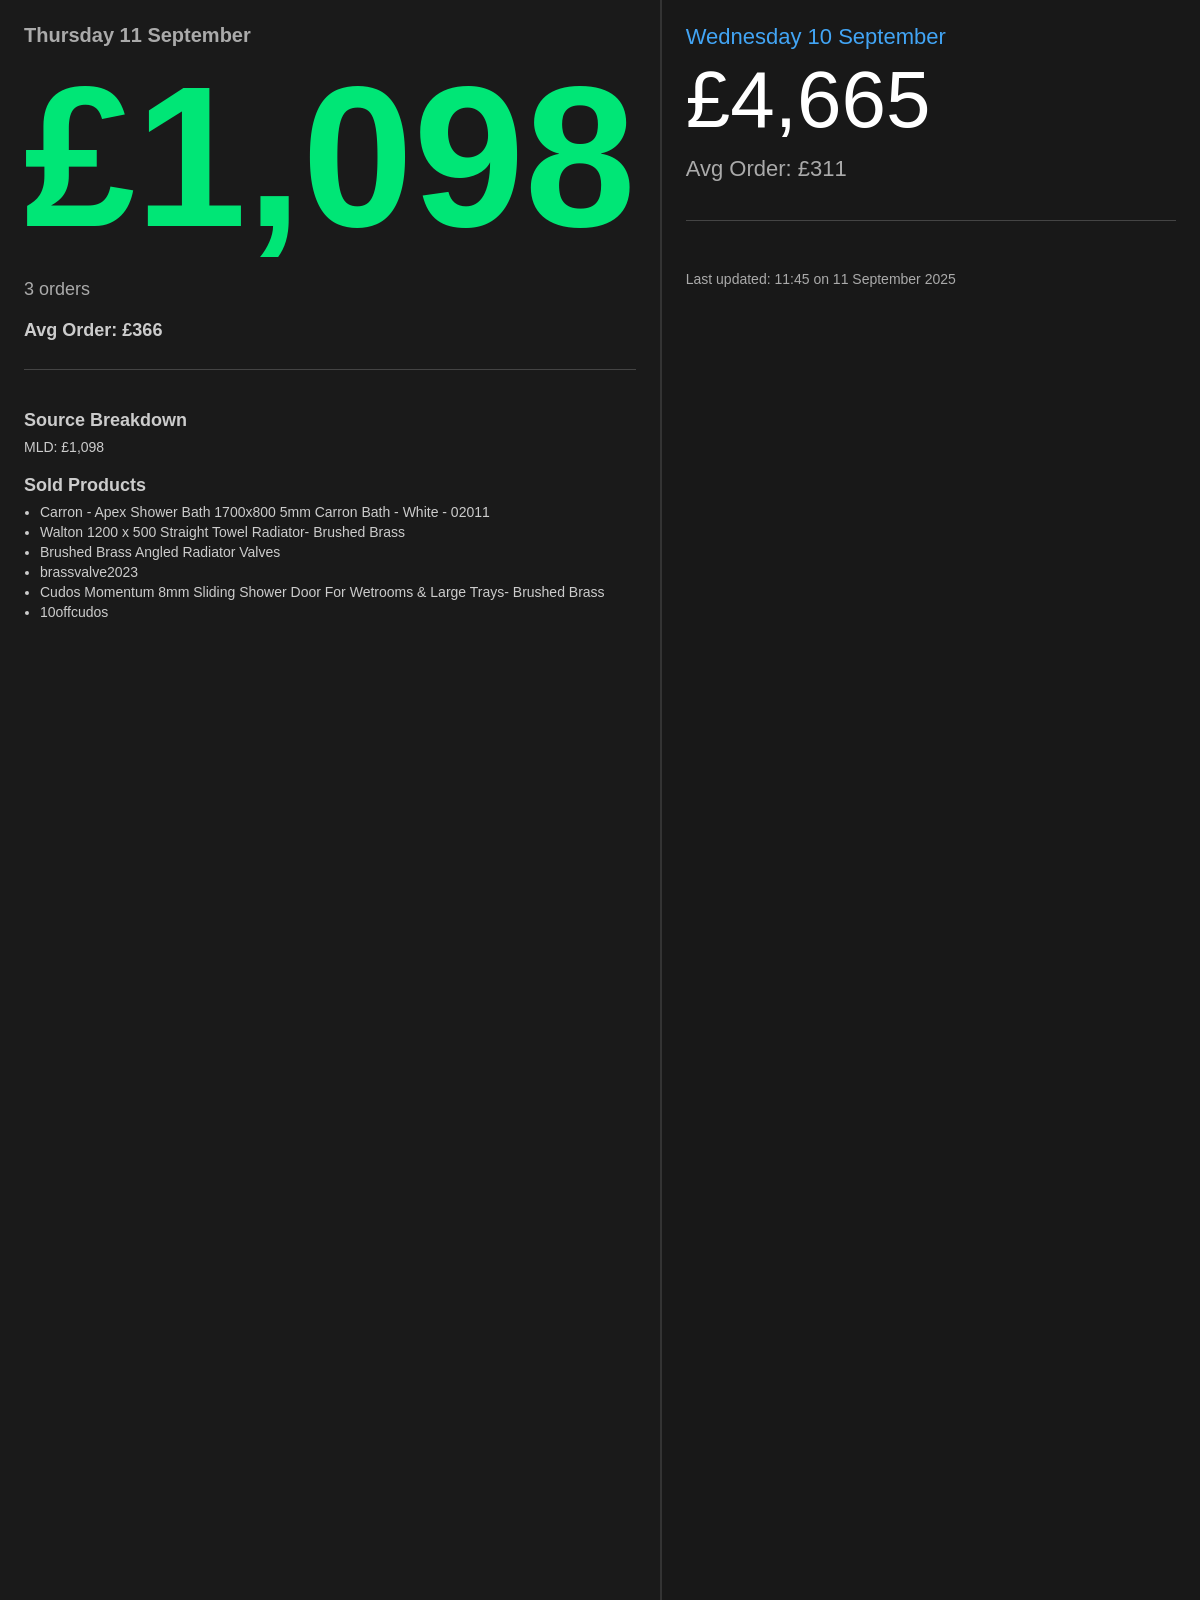 Thursday 11 September
£1,098
3 orders
Avg Order: £366
Source Breakdown
MLD: £1,098
Sold Products
• Carron - Apex Shower Bath 1700x800 5mm Carron Bath - White - 02011
• Walton 1200 x 500 Straight Towel Radiator- Brushed Brass
• Brushed Brass Angled Radiator Valves
• brassvalve2023
• Cudos Momentum 8mm Sliding Shower Door For Wetrooms & Large Trays- Brushed Brass
• 10offcudos
Wednesday 10 September
£4,665
Avg Order: £311
Last updated: 11:45 on 11 September 2025